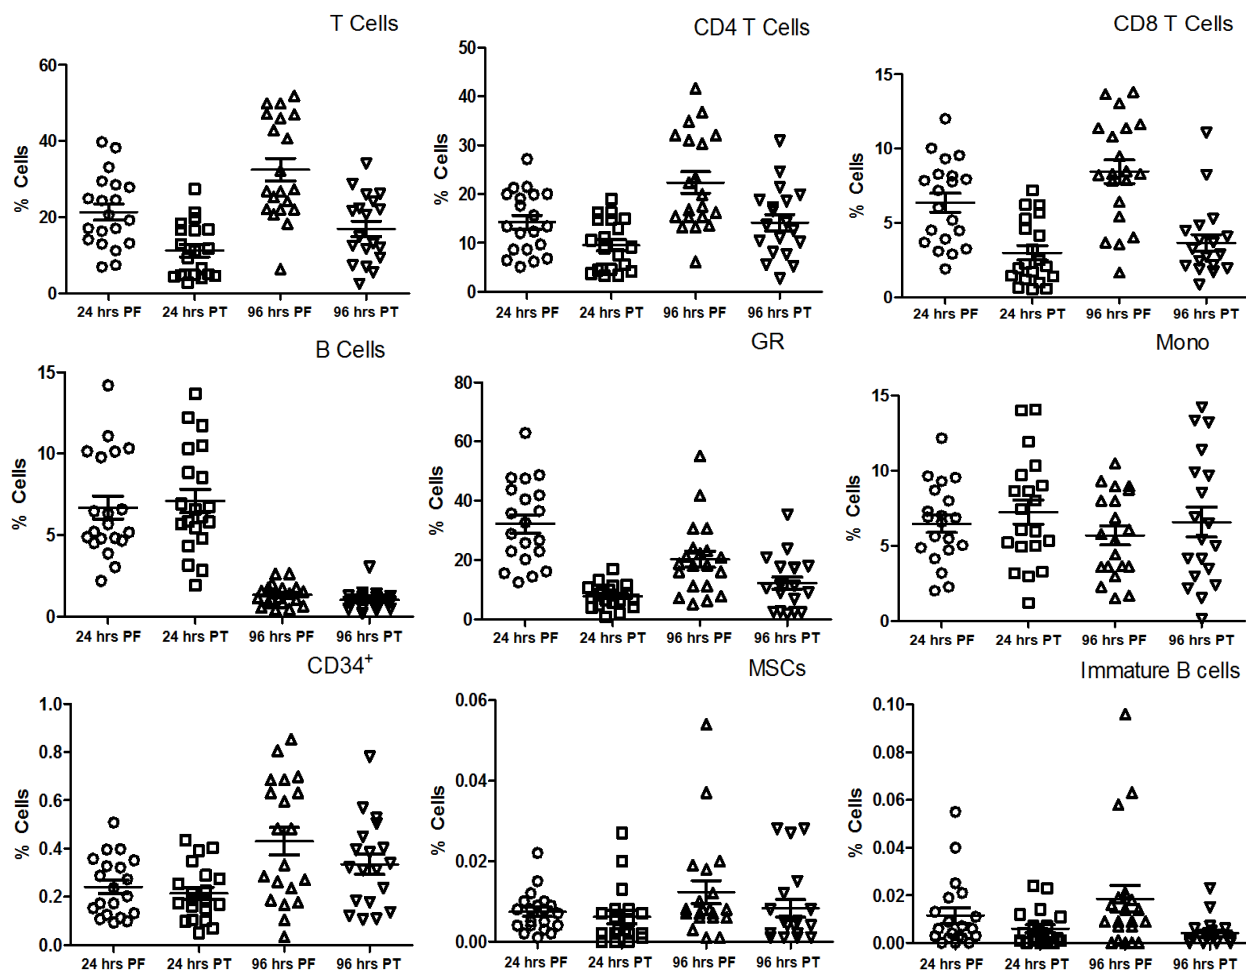 T Cells
CD4 T Cells
CD8 T Cells
% Cells
60
40
20
0
24 hrs PF
24 hrs PT
96 hrs PF
96 hrs PT
% Cells
50
40
30
20
10
0
24 hrs PF
24 hrs PT
96 hrs PF
96 hrs PT
% Cells
15
10
5
0
24 hrs PF
24 hrs PT
96 hrs PF
96 hrs PT
B Cells
GR
Mono
% Cells
15
10
5
0
24 hrs PF
24 hrs PT
96 hrs PF
96 hrs PT
% Cells
80
60
40
20
0
24 hrs PF
24 hrs PT
96 hrs PF
96 hrs PT
% Cells
15
10
5
0
24 hrs PF
24 hrs PT
96 hrs PF
96 hrs PT
CD34+
MSCs
Immature B cells
% Cells
1.0
0.8
0.6
0.4
0.2
0.0
24 hrs PF
24 hrs PT
96 hrs PF
96 hrs PT
% Cells
0.06
0.04
0.02
0.00
24 hrs PF
24 hrs PT
96 hrs PF
96 hrs PT
% Cells
0.10
0.08
0.06
0.04
0.02
0.00
24 hrs PF
24 hrs PT
96 hrs PF
96 hrs PT